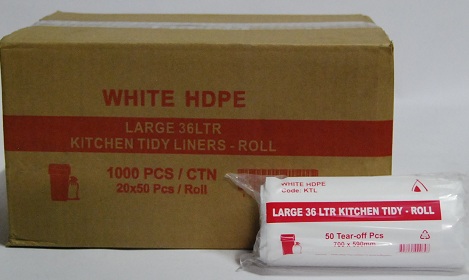 WHITE HDPE
LARGE 36LTR
KITCHEN TIDY LINERS - ROLL
1000 PCS / CTN
20x50 Pcs / Roll
WHITE HDPE
Code: KTL
LARGE 36 LTR KITCHEN TIDY - ROLL
50 Tear-off Pcs
700 x 590mm